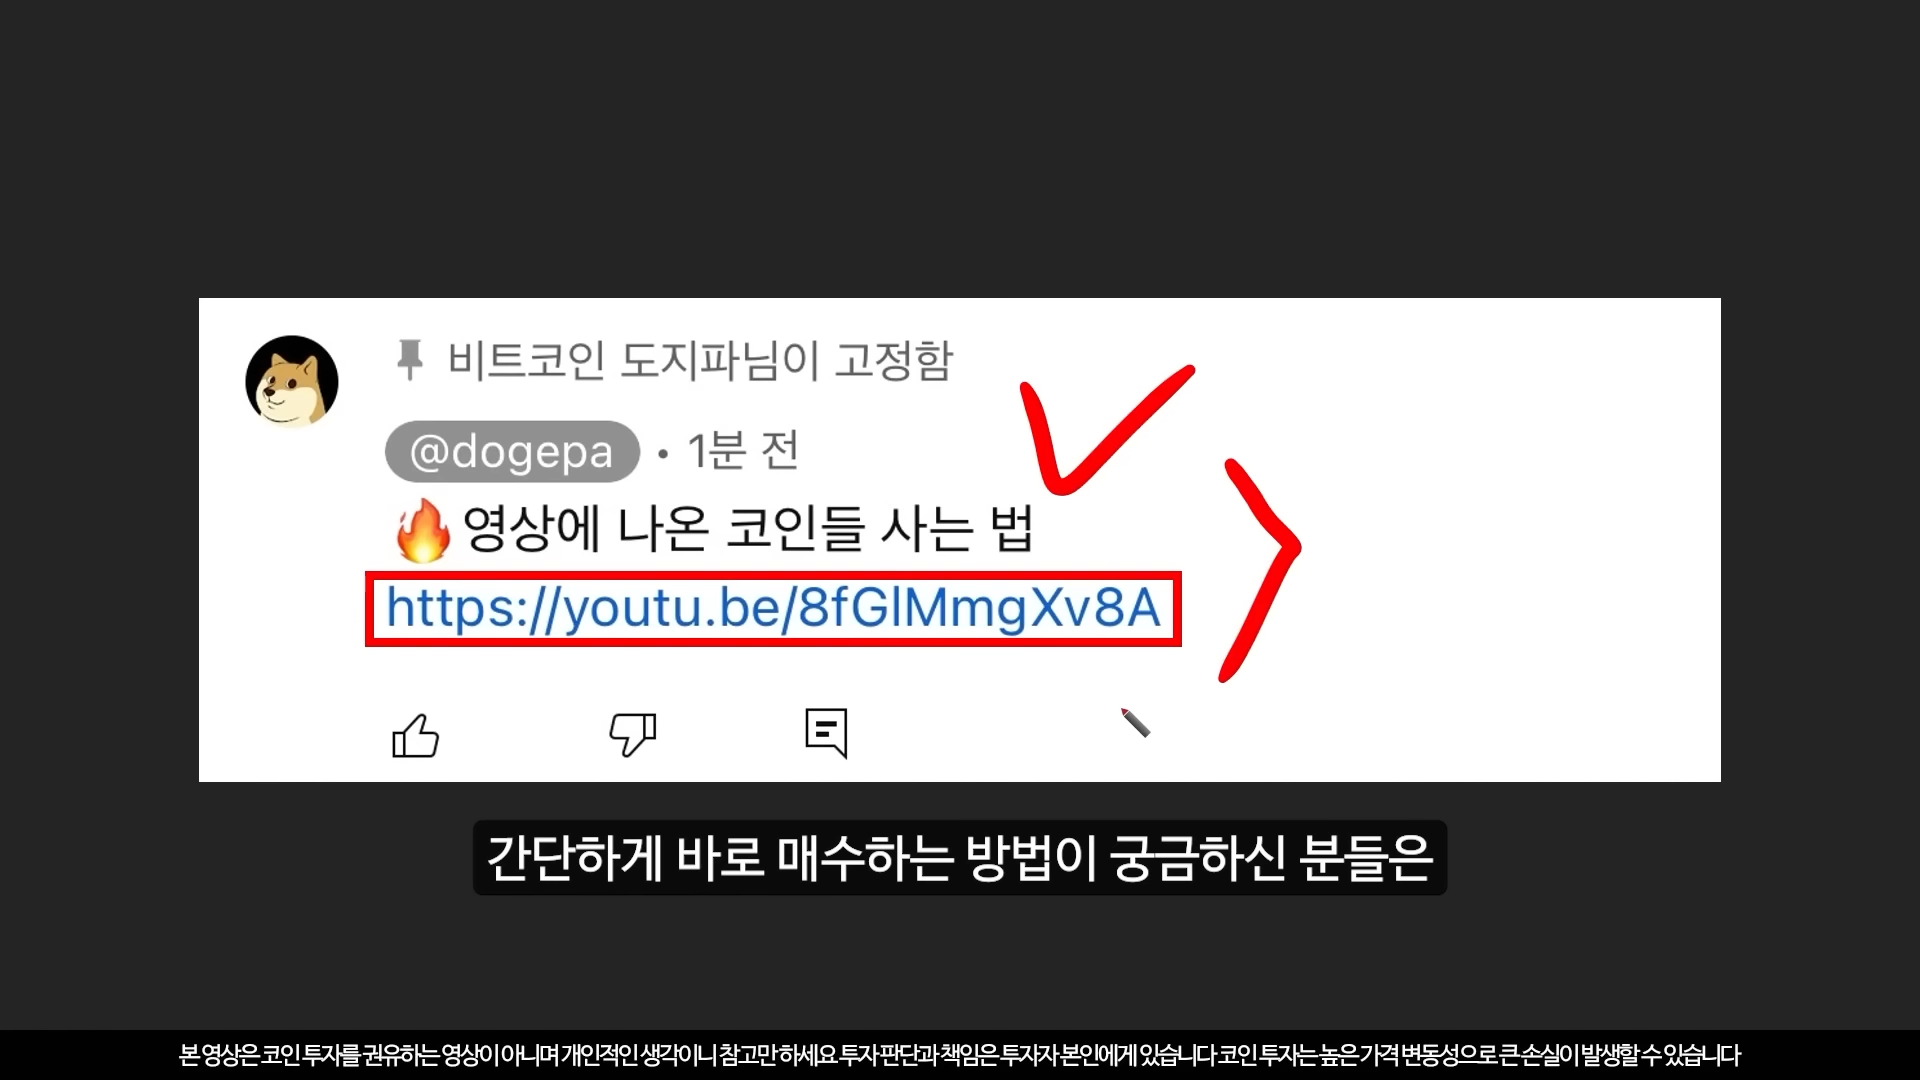 비트코인 도지파님이 고정함
@dogepa · 1분 전
🔥영상에 나온 코인들 사는 법
https://youtu.be/8fGlMmgXv8A
간단하게 바로 매수하는 방법이 궁금하신 분들은
본 영상은 코인 투자를 권유하는 영상이 아니며 개인적인 생각이니 참고만 하세요 투자 판단과 책임은 투자자 본인에게 있습니다 코인 투자는 높은 가격 변동성으로 큰 손실이 발생할 수 있습니다